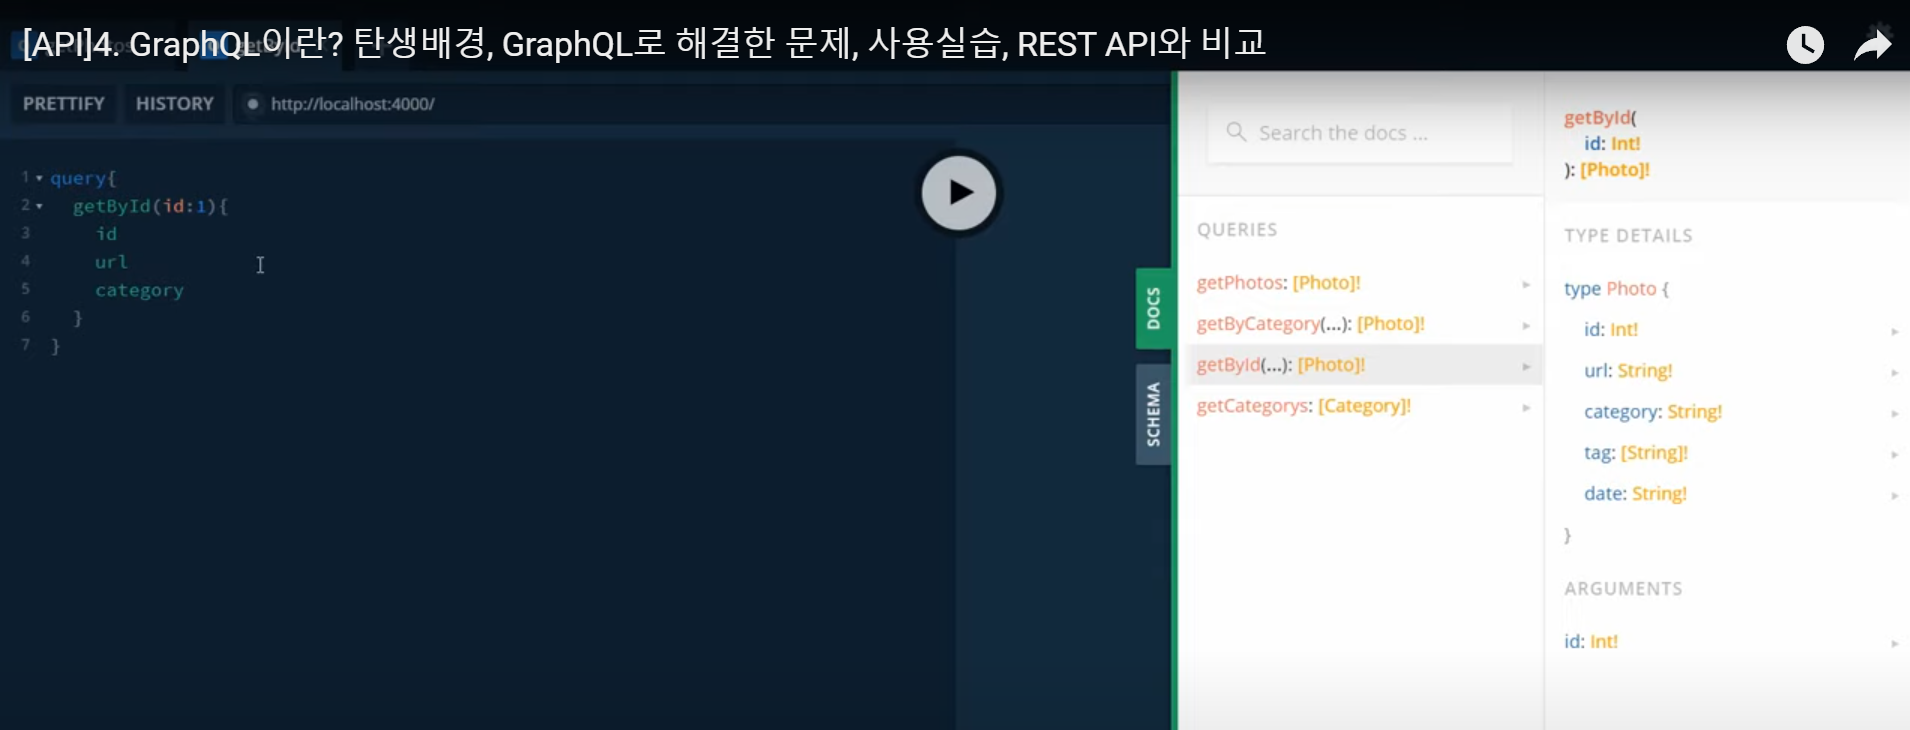 [API]4. GraphQL이란? 탄생배경, GraphQL로 해결한 문제, 사용실습, REST API와 비교
PRETTIFY HISTORY http://localhost:4000/
1 query{
2 getById(id:1){
3 id
4 url
5 category
6 }
7 }
DOCS
SCHEMA
Search the docs ...
QUERIES
getPhotos: [Photo]!
getByCategory(...): [Photo]!
getById(...): [Photo]!
getCategorys: [Category]!
getById(
id: Int!
): [Photo]!
TYPE DETAILS
type Photo {
id: Int!
url: String!
category: String!
tag: [String]!
date: String!
}
ARGUMENTS
id: Int!